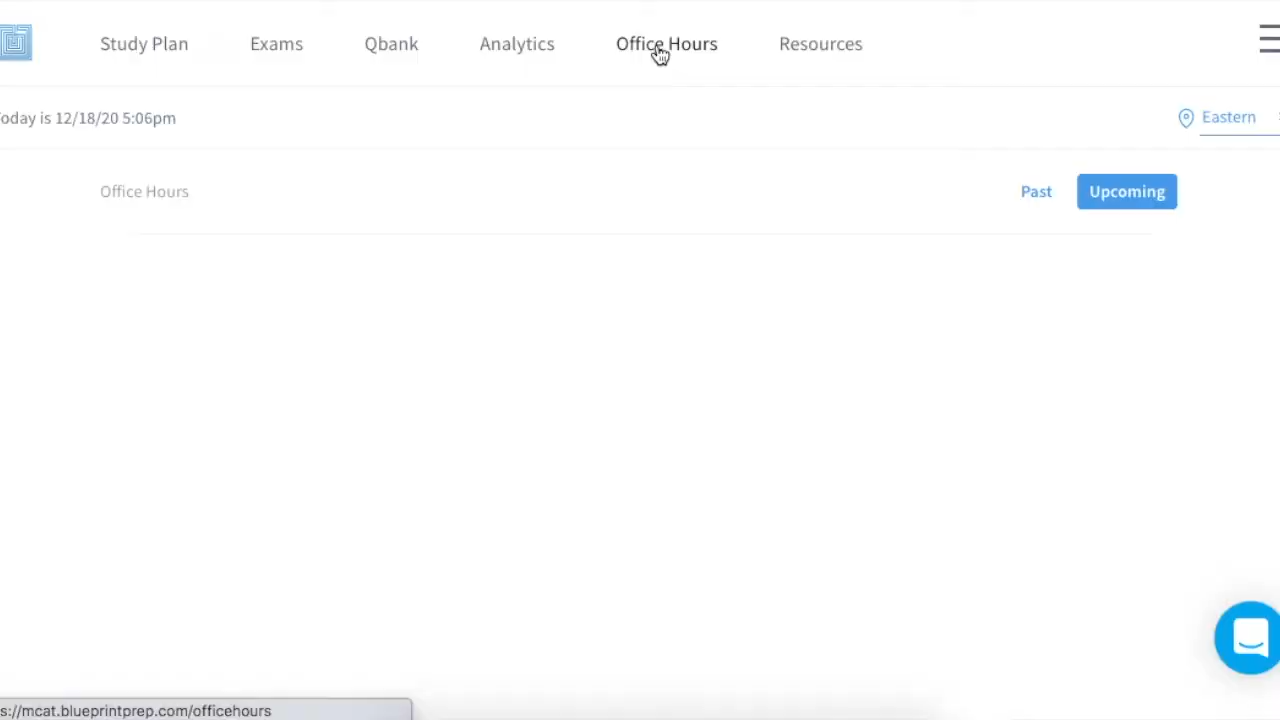 Study Plan Exams Qbank Analytics Office Hours Resources
oday is 12/18/20 5:06pm
Eastern
Office Hours
Past Upcoming
s://mcat.blueprintprep.com/officehours